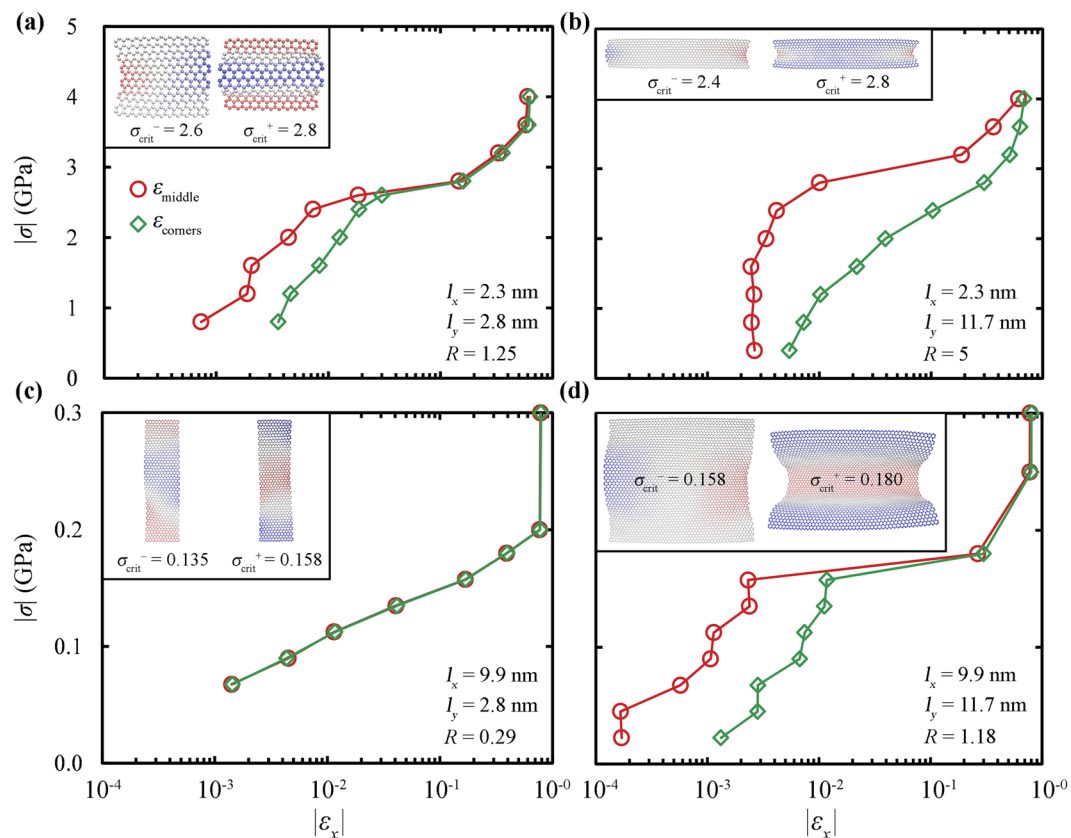 (a)
(b)
5
4
3
2
1
0
|σ| (GPa)
σcrit⁻ = 2.6
σcrit⁺ = 2.8
εmiddle
εcorners
lx = 2.3 nm
ly = 2.8 nm
R = 1.25
σcrit⁻ = 2.4
σcrit⁺ = 2.8
lx = 2.3 nm
ly = 11.7 nm
R = 5
(c)
(d)
0.3
0.2
0.1
0.0
|σ| (GPa)
σcrit⁻ = 0.135
σcrit⁺ = 0.158
lx = 9.9 nm
ly = 2.8 nm
R = 0.29
σcrit⁻ = 0.158
σcrit⁺ = 0.180
lx = 9.9 nm
ly = 11.7 nm
R = 1.18
10⁻⁴ 10⁻³ 10⁻² 10⁻¹ 10⁻⁰
10⁻⁴ 10⁻³ 10⁻² 10⁻¹ 10⁻⁰
|εx|
|εx|